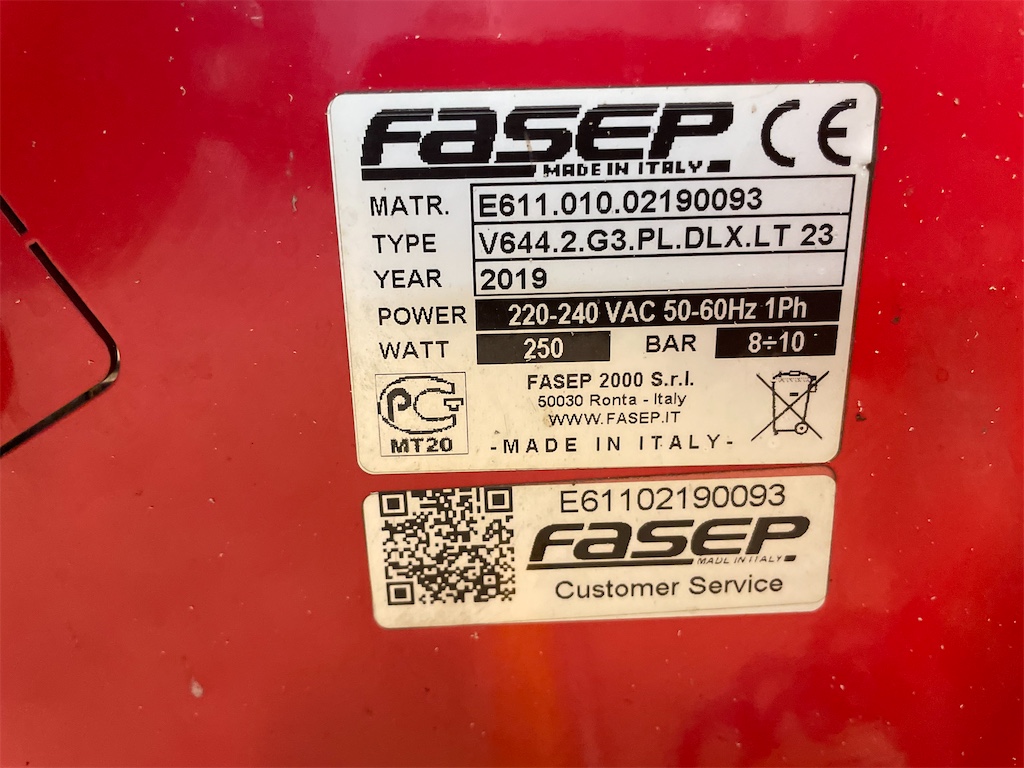 FASEP CE
MADE IN ITALY
MATR. E611.010.02190093
TYPE V644.2.G3.PL.DLX.LT 23
YEAR 2019
POWER 220-240 VAC 50-60Hz 1Ph
WATT 250 BAR 8÷10
FASEP 2000 S.r.l.
50030 Ronta - Italy
WWW.FASEP.IT
PG
MT20
-MADE IN ITALY-
E61102190093
FASEP
MADE IN ITALY
Customer Service